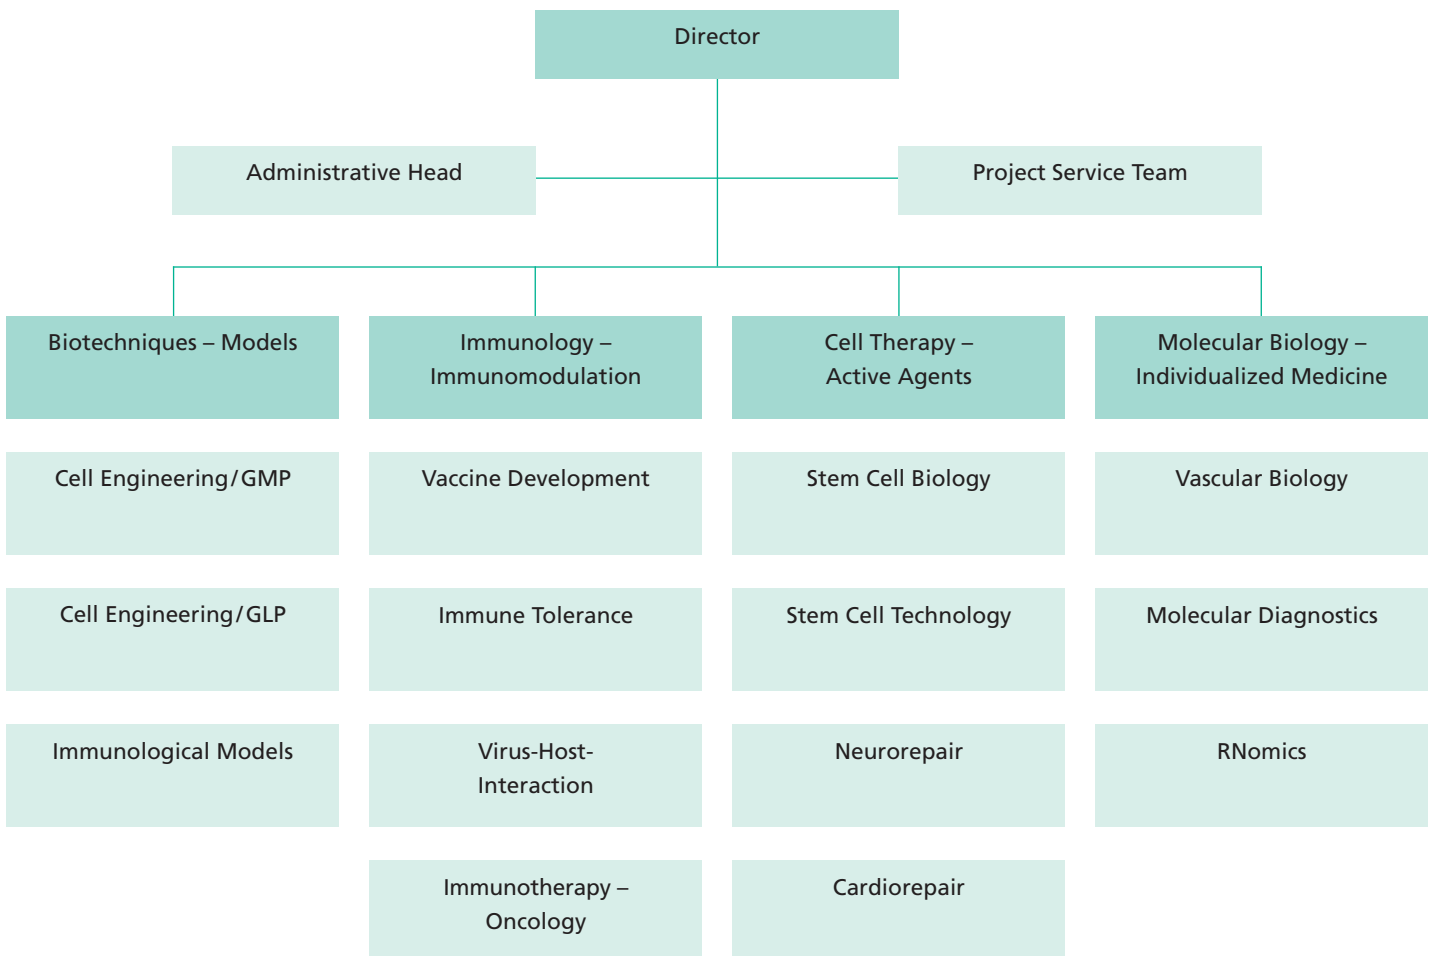 Director
Administrative Head
Project Service Team
Biotechniques – Models
Immunology –
Immunomodulation
Cell Therapy –
Active Agents
Molecular Biology –
Individualized Medicine
Cell Engineering/GMP
Vaccine Development
Stem Cell Biology
Vascular Biology
Cell Engineering/GLP
Immune Tolerance
Stem Cell Technology
Molecular Diagnostics
Immunological Models
Virus-Host-
Interaction
Neurorepair
RNomics
Immunotherapy –
Oncology
Cardiorepair